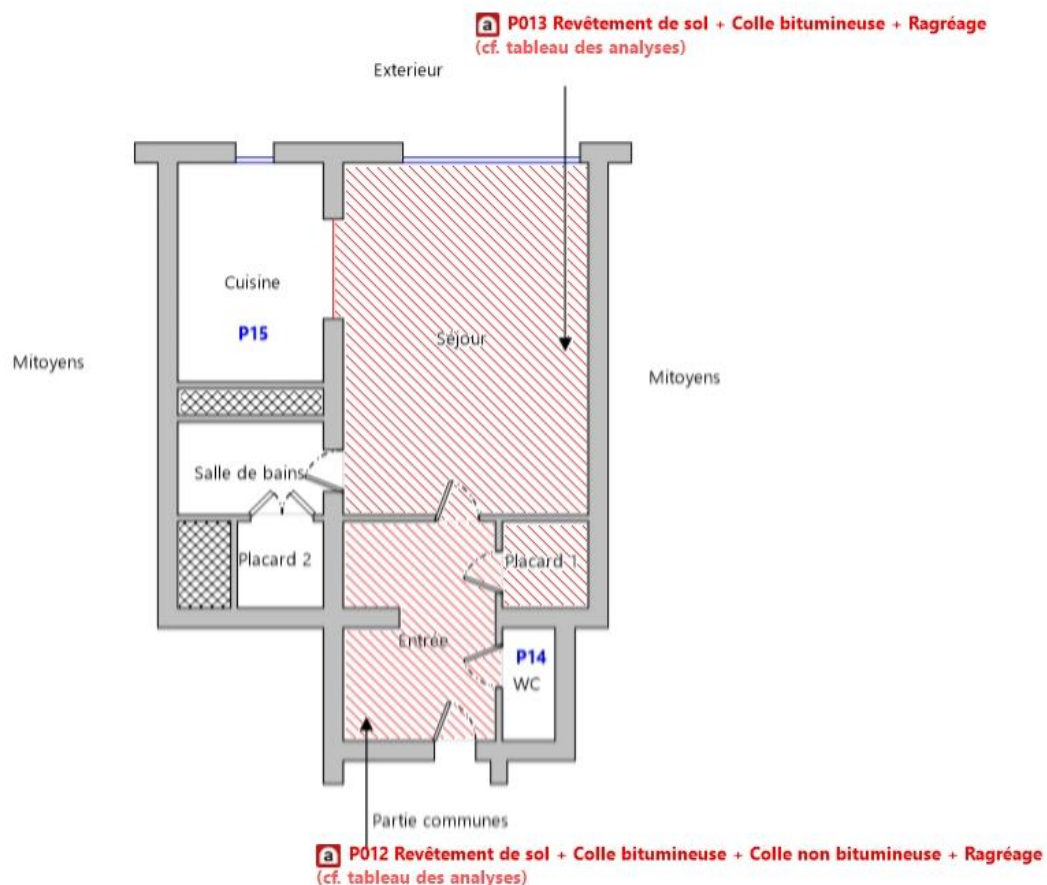 a P013 Revêtement de sol + Colle bitumineuse + Ragréage
(cf. tableau des analyses)
Exterieur
Cuisine
P15
Séjour
Mitoyens
Mitoyens
Salle de bains
Placard 2
Placard 1
Entrée
P14
WC
Partie communes
a P012 Revêtement de sol + Colle bitumineuse + Colle non bitumineuse + Ragréage
(cf. tableau des analyses)